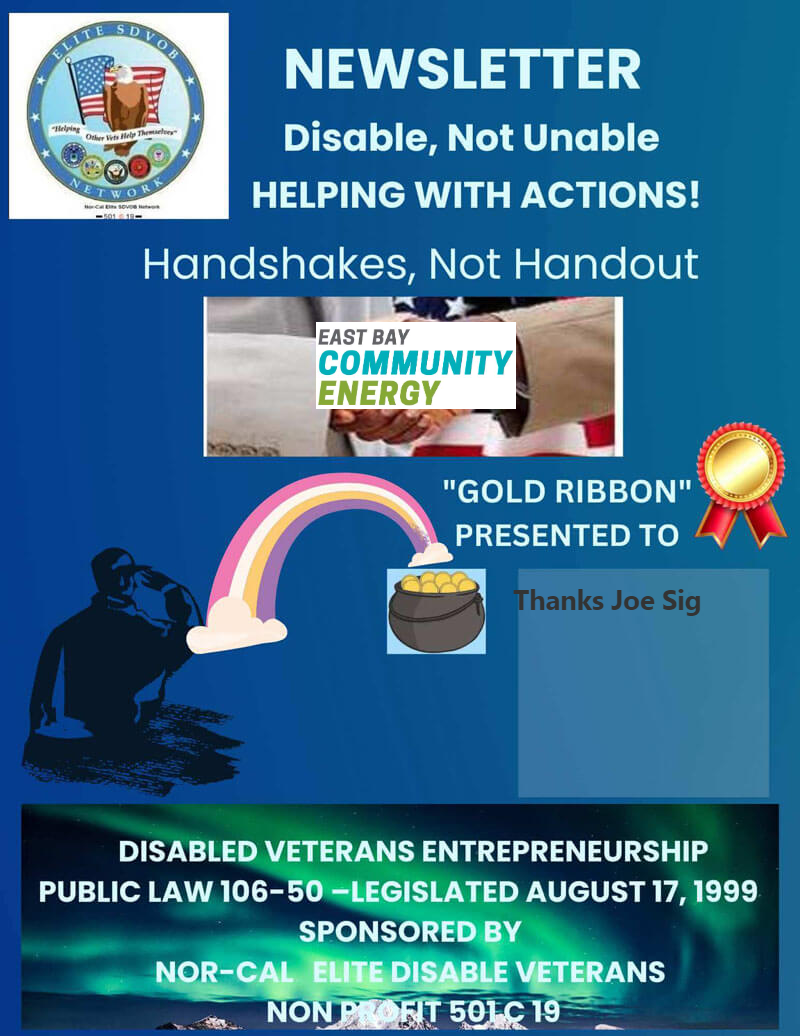 ELITE SDVOB
NEWSLETTER
"Helping Other Vets Help Themselves"
NETWORK
Nor-Cal Elite SDVOB Network
501 C 19
Disable, Not Unable
HELPING WITH ACTIONS!
Handshakes, Not Handout
EAST BAY
COMMUNITY
ENERGY
"GOLD RIBBON"
PRESENTED TO
Thanks Joe Sig
DISABLED VETERANS ENTREPRENEURSHIP
PUBLIC LAW 106-50 –LEGISLATED AUGUST 17, 1999
SPONSORED BY
NOR-CAL ELITE DISABLE VETERANS
NON PROFIT 501 C 19